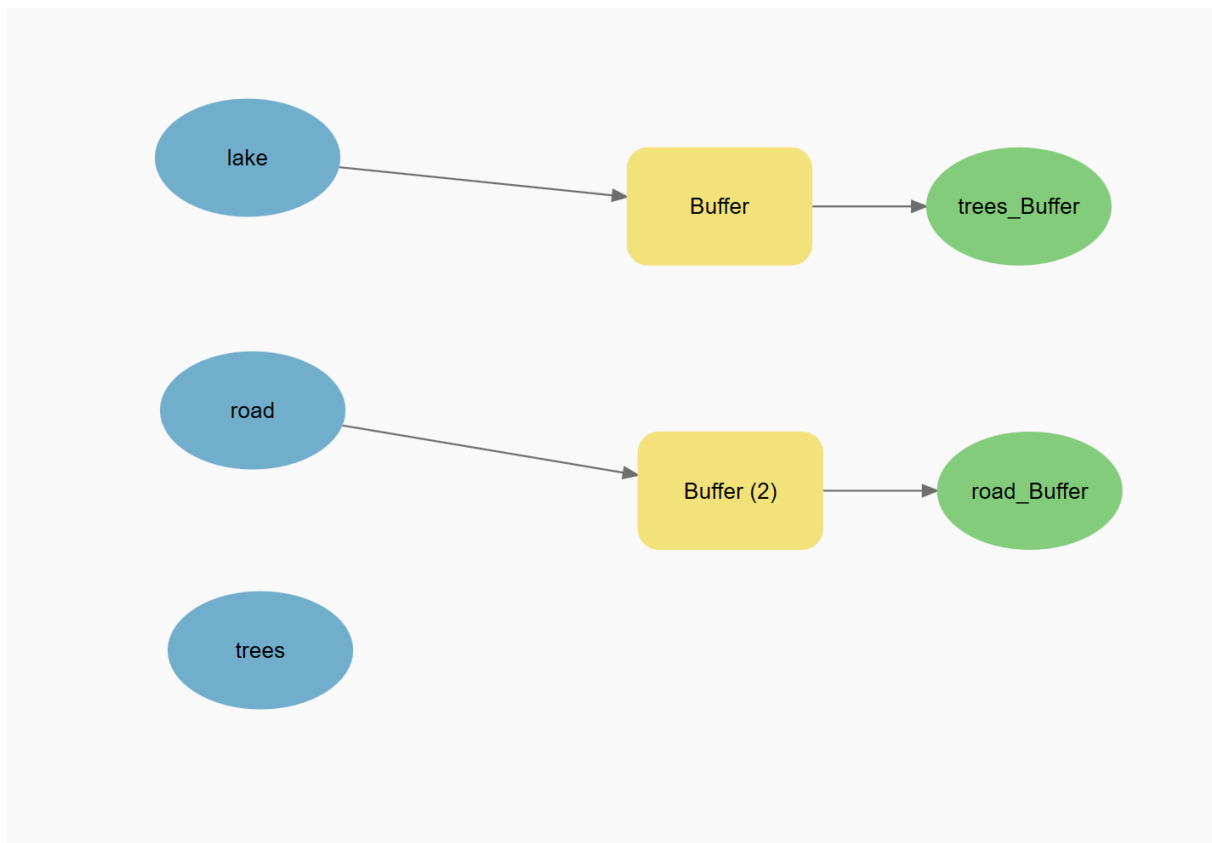 lake
Buffer
trees_Buffer
road
Buffer (2)
road_Buffer
trees